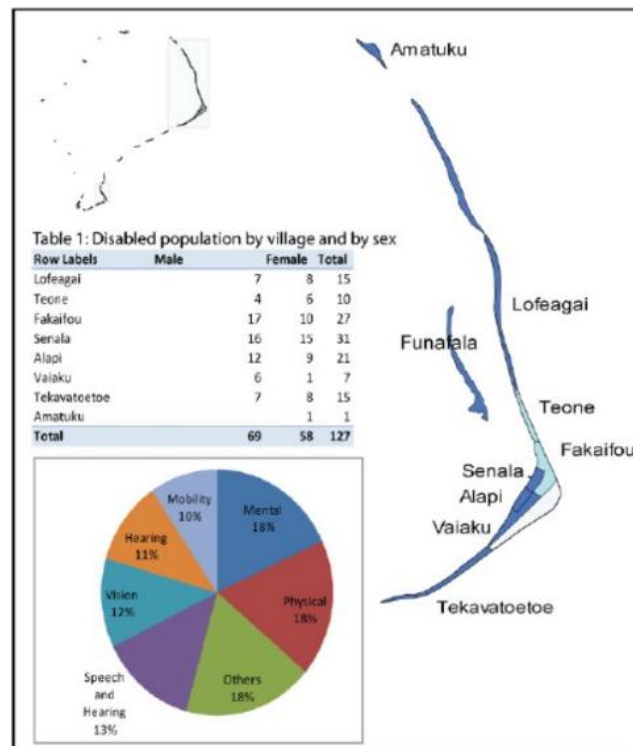 Amatuku
Table 1: Disabled population by village and by sex
Row Labels Male Female Total
Lofeagai 7 8 15
Teone 4 6 10
Fakaifou 17 10 27
Senala 16 15 31
Alapi 12 9 21
Vaiaku 6 1 7
Tekavatoetoe 7 8 15
Amatuku 1 1
Total 69 58 127
Lofeagai
Funafala
Teone
Fakaifou
Senala
Alapi
Vaiaku
Tekavatoetoe
Mobility
10%
Mental
18%
Hearing
11%
Physical
18%
Vision
12%
Others
18%
Speech
and
Hearing
13%